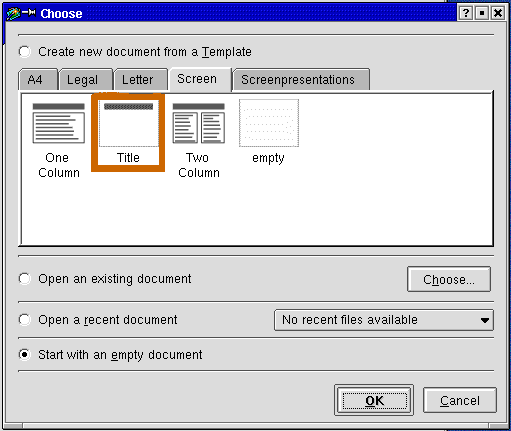 Choose
Create new document from a Template
A4 Legal Letter Screen Screenpresentations
One Column
Title
Two Column
empty
Open an existing document
Choose...
Open a recent document
No recent files available
Start with an empty document
OK
Cancel